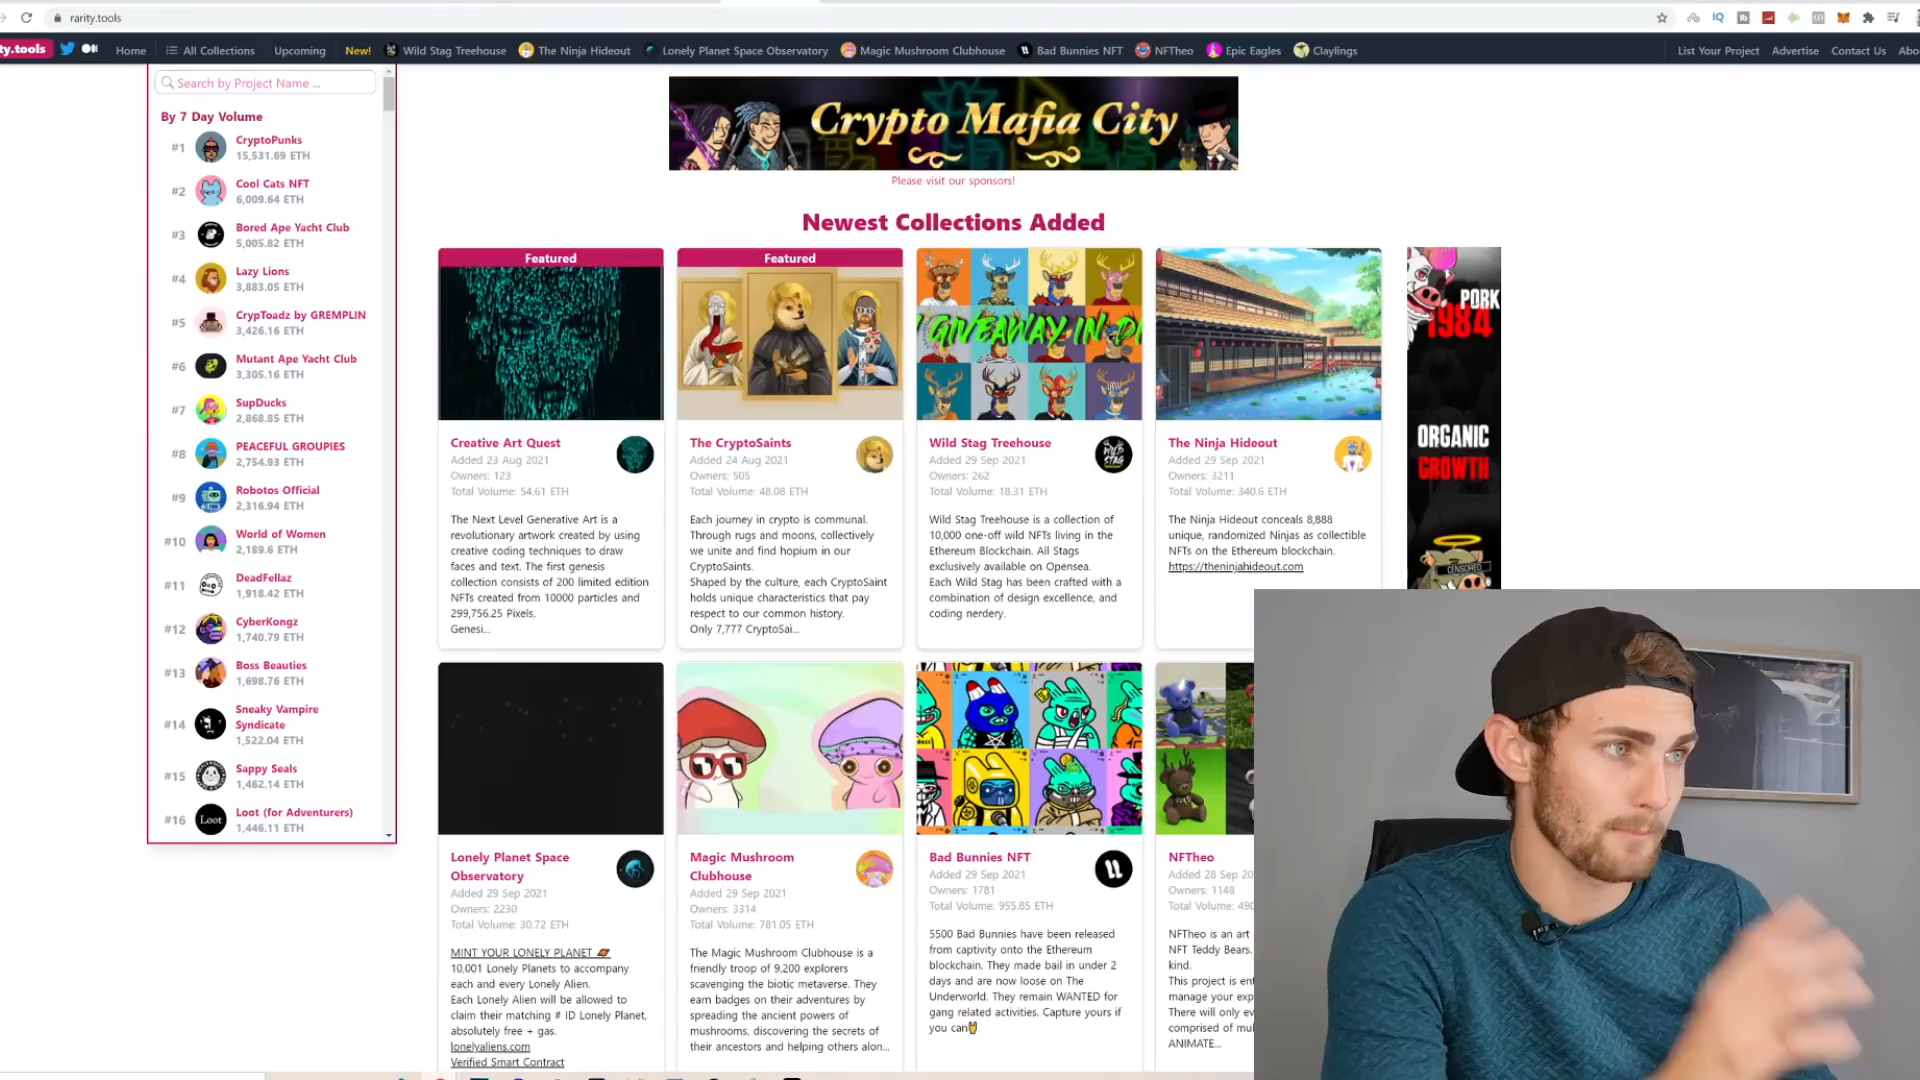 rarity.tools
ty.tools
Home
All Collections
Upcoming
New!
Wild Stag Treehouse
The Ninja Hideout
Lonely Planet Space Observatory
Magic Mushroom Clubhouse
Bad Bunnies NFT
NFTheo
Epic Eagles
Claylings
List Your Project
Advertise
Contact Us
Abo
Search by Project Name ...
By 7 Day Volume
#1
CryptoPunks
15,531.69 ETH
#2
Cool Cats NFT
6,009.64 ETH
#3
Bored Ape Yacht Club
5,005.82 ETH
#4
Lazy Lions
3,883.05 ETH
#5
CrypToadz by GREMPLIN
3,426.16 ETH
#6
Mutant Ape Yacht Club
3,305.16 ETH
#7
SupDucks
2,868.85 ETH
#8
PEACEFUL GROUPIES
2,754.93 ETH
#9
Robotos Official
2,316.94 ETH
#10
World of Women
2,189.6 ETH
#11
DeadFellaz
1,918.42 ETH
#12
CyberKongz
1,740.79 ETH
#13
Boss Beauties
1,698.76 ETH
#14
Sneaky Vampire
Syndicate
1,522.04 ETH
#15
Sappy Seals
1,462.14 ETH
#16
Loot
Loot (for Adventurers)
1,446.11 ETH
Crypto Mafia City
Please visit our sponsors!
Newest Collections Added
Featured
Creative Art Quest
Added 23 Aug 2021
Owners: 123
Total Volume: 54.61 ETH
The Next Level Generative Art is a
revolutionary artwork created by using
creative coding techniques to draw
faces and text. The first genesis
collection consists of 200 limited edition
NFTs created from 10000 particles and
299,756.25 Pixels.
Genesi...
Featured
The CryptoSaints
Added 24 Aug 2021
Owners: 505
Total Volume: 48.08 ETH
Each journey in crypto is communal.
Through rugs and moons, collectively
we unite and find hopium in our
CryptoSaints.
Shaped by the culture, each CryptoSaint
holds unique characteristics that pay
respect to our common history.
Only 7,777 CryptoSai...
GIVEAWAY IN DI
Wild Stag Treehouse
WILD
STAG
Added 29 Sep 2021
Owners: 262
Total Volume: 18.31 ETH
Wild Stag Treehouse is a collection of
10,000 one-off wild NFTs living in the
Ethereum Blockchain. All Stags
exclusively available on Opensea.
Each Wild Stag has been crafted with a
combination of design excellence, and
coding nerdery.
The Ninja Hideout
Added 29 Sep 2021
Owners: 3211
Total Volume: 340.6 ETH
The Ninja Hideout conceals 8,888
unique, randomized Ninjas as collectible
NFTs on the Ethereum blockchain.
https://theninjahideout.com
PORK
1984
ORGANIC
GROWTH
CENSORED
Lonely Planet Space
Observatory
Added 29 Sep 2021
Owners: 2230
Total Volume: 30.72 ETH
MINT YOUR LONELY PLANET 🪐
10,001 Lonely Planets to accompany
each and every Lonely Alien.
Each Lonely Alien will be allowed to
claim their matching # ID Lonely Planet,
absolutely free + gas.
lonelyaliens.com
Verified Smart Contract
Magic Mushroom
Clubhouse
Added 29 Sep 2021
Owners: 3314
Total Volume: 781.05 ETH
The Magic Mushroom Clubhouse is a
friendly troop of 9,200 explorers
scavenging the biotic metaverse. They
earn badges on their adventures by
spreading the ancient powers of
mushrooms, discovering the secrets of
their ancestors and helping others alon...
Bad Bunnies NFT
Added 29 Sep 2021
Owners: 1781
Total Volume: 955.85 ETH
5500 Bad Bunnies have been released
from captivity onto the Ethereum
blockchain. They made bail in under 2
days and are now loose on The
Underworld. They remain WANTED for
gang related activities. Capture yours if
you can
NFTheo
Added 28 Sep 202
Owners: 1148
Total Volume: 490
NFTheo is an art
NFT Teddy Bears.
kind.
This project is ent
manage your exp
There will only ev
comprised of mul
ANIMATE...